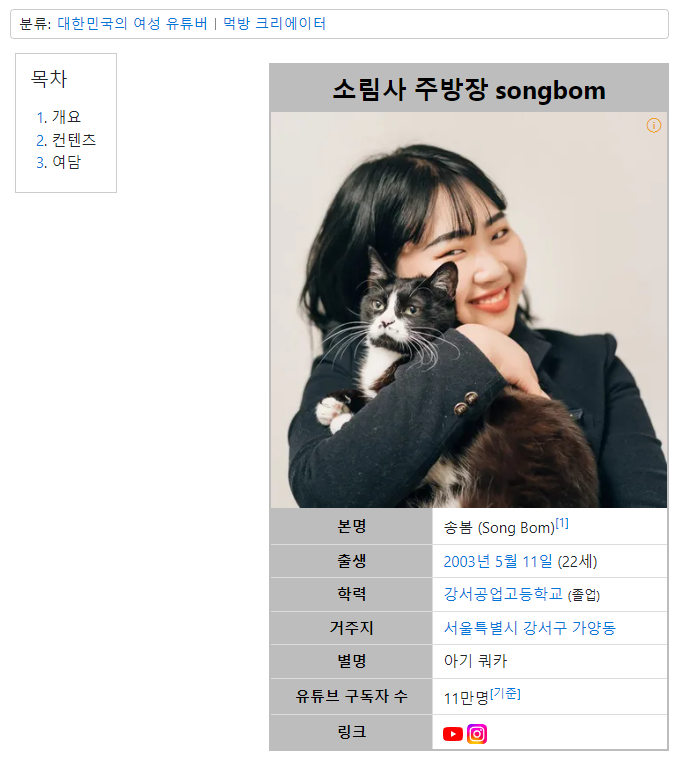 분류: 대한민국의 여성 유튜버 | 먹방 크리에이터
목차
1. 개요
2. 컨텐츠
3. 여담
소림사 주방장 songbom
본명 송봄 (Song Bom)[1]
출생 2003년 5월 11일 (22세)
학력 강서공업고등학교 (졸업)
거주지 서울특별시 강서구 가양동
별명 아기 쿼카
유튜브 구독자 수 11만명[기준]
링크